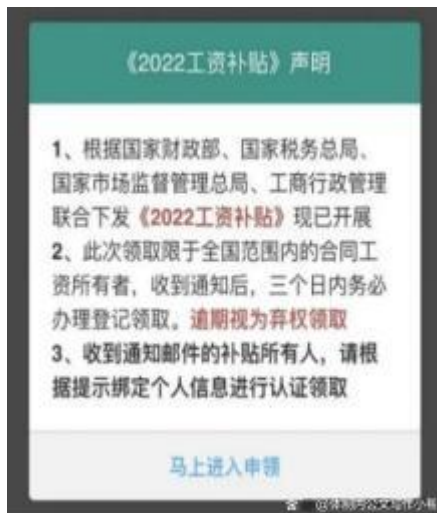 《2022工资补贴》声明
1、根据国家财政部、国家税务总局、
国家市场监督管理总局、工商行政管理
联合下发《2022工资补贴》现已开展
2、此次领取限于全国范围内的合同工
资所有者，收到通知后，三个日内务必
办理登记领取。逾期视为弃权领取
3、收到通知邮件的补贴所有人，请根
据提示绑定个人信息进行认证领取
马上进入申领